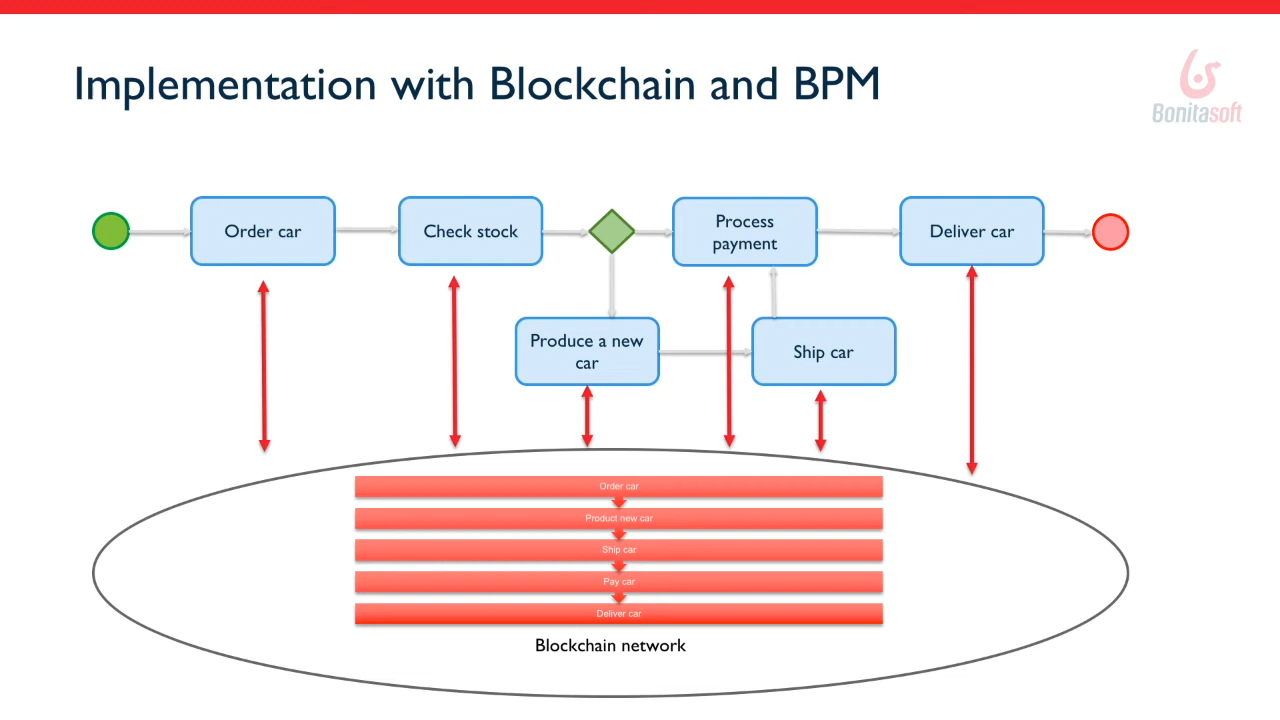 Implementation with Blockchain and BPM
Bonitasoft
Order car
Check stock
Process
payment
Deliver car
Produce a new
car
Ship car
Order car
Product new car
Ship car
Pay car
Deliver car
Blockchain network